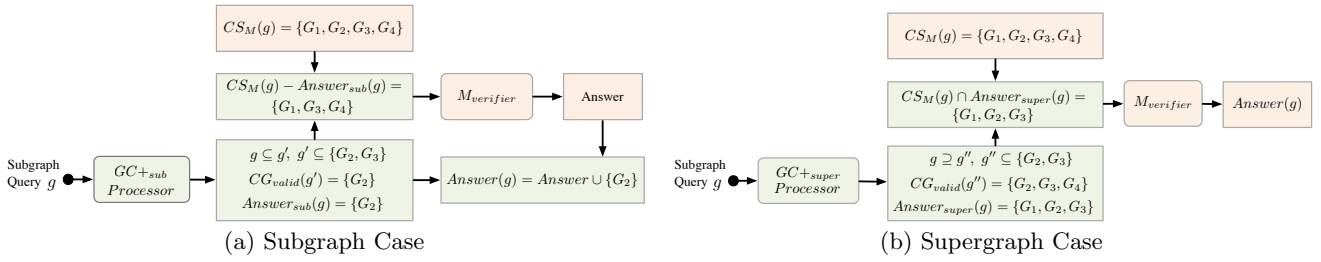 CS_M(g) = {G_1, G_2, G_3, G_4}
CS_M(g) − Answer_sub(g) =
{G_1, G_3, G_4}
M_verifier
Answer
Subgraph
Query g
GC+_sub
Processor
g ⊆ g′, g′ ⊆ {G_2, G_3}
CG_valid(g′) = {G_2}
Answer_sub(g) = {G_2}
Answer(g) = Answer ∪ {G_2}
(a) Subgraph Case
CS_M(g) = {G_1, G_2, G_3, G_4}
CS_M(g) ∩ Answer_super(g) =
{G_1, G_2, G_3}
M_verifier
Answer(g)
Subgraph
Query g
GC+_super
Processor
g ⊇ g″, g″ ⊆ {G_2, G_3}
CG_valid(g″) = {G_2, G_3, G_4}
Answer_super(g) = {G_1, G_2, G_3}
(b) Supergraph Case